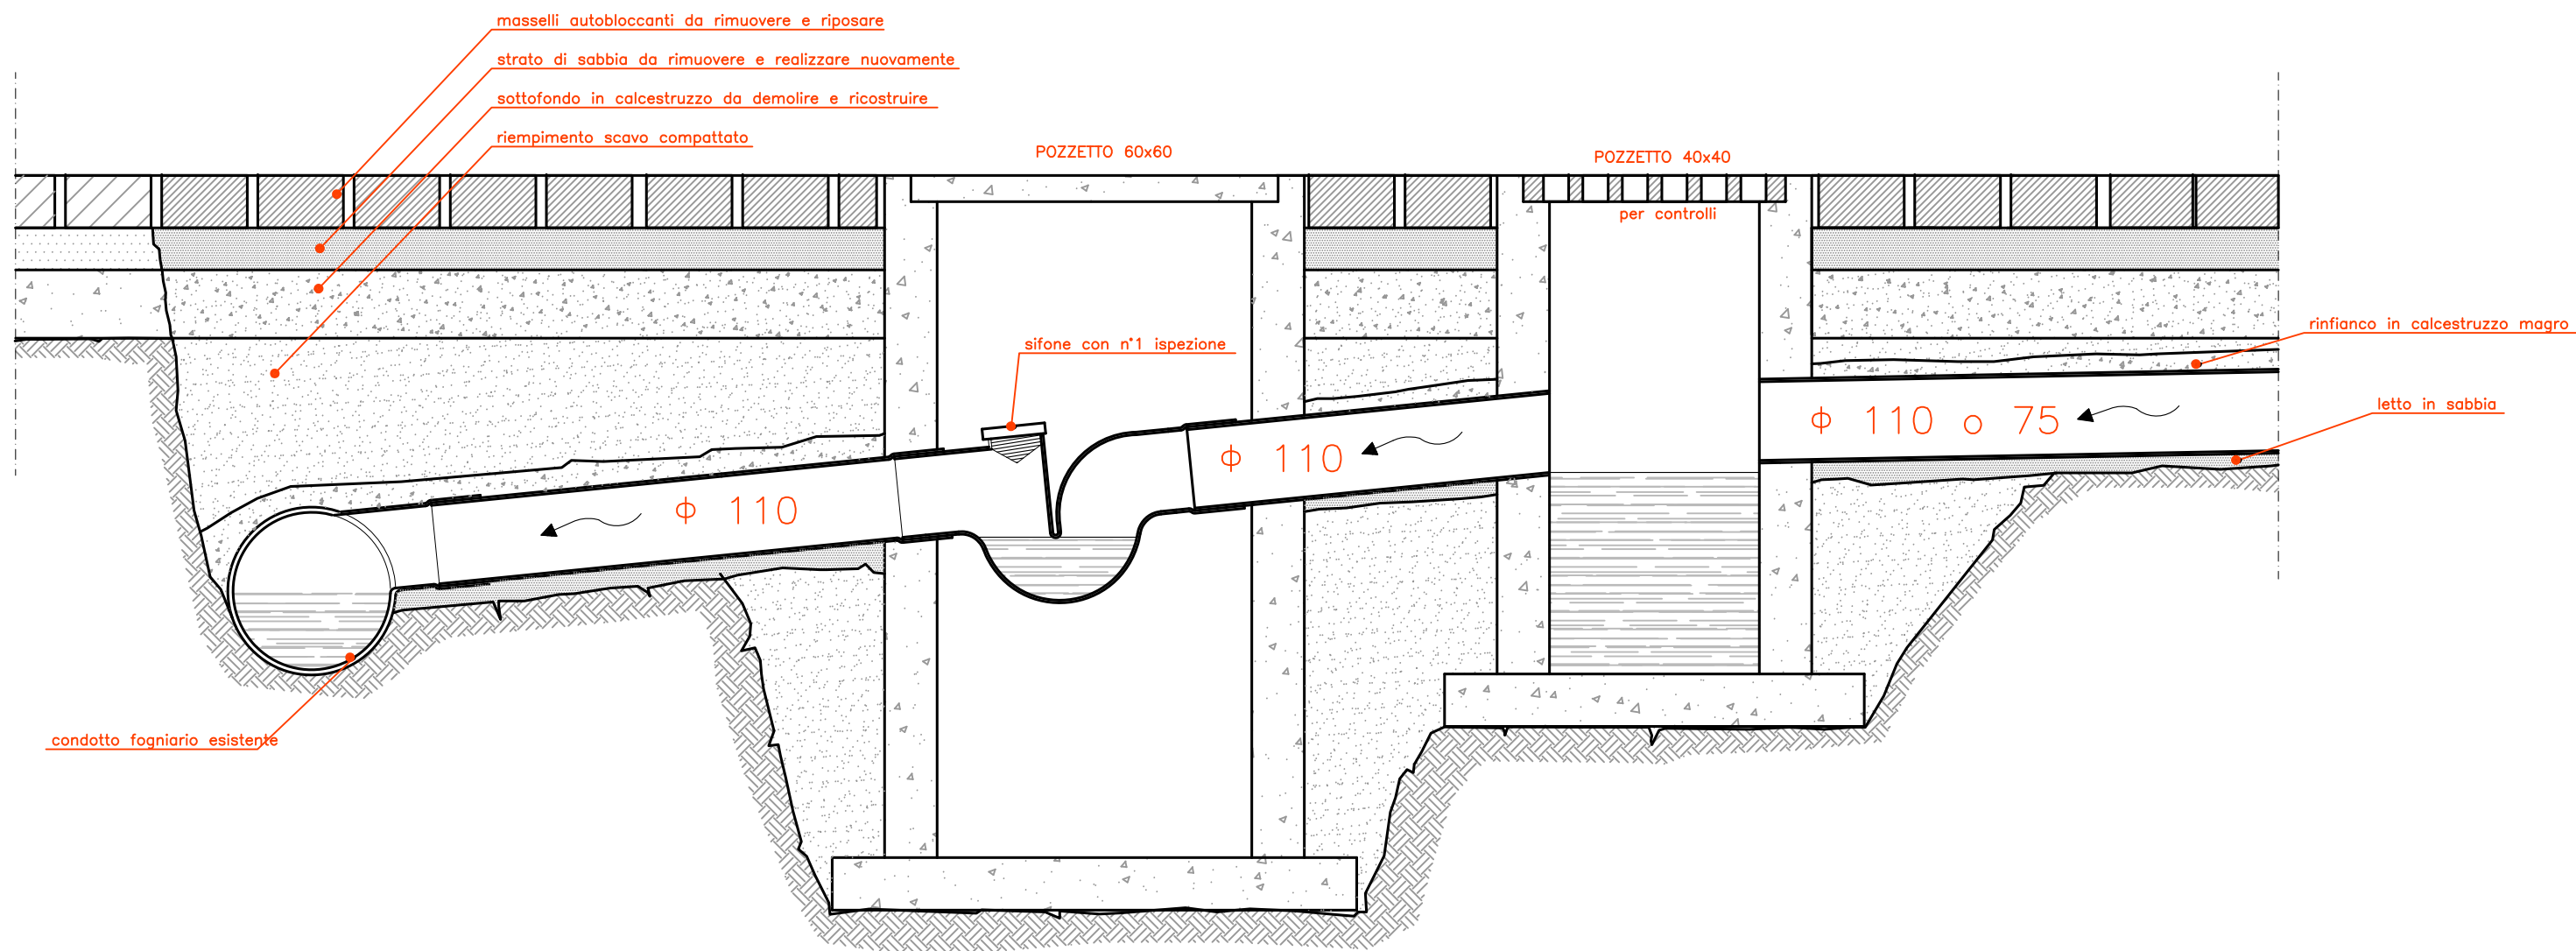 masselli autobloccanti da rimuovere e riposare
strato di sabbia da rimuovere e realizzare nuovamente
sottofondo in calcestruzzo da demolire e ricostruire
riempimento scavo compattato
POZZETTO 60x60
POZZETTO 40x40
per controlli
sifone con n°1 ispezione
rinfianco in calcestruzzo magro
letto in sabbia
Φ 110 o 75
Φ 110
Φ 110
condotto fogniario esistente